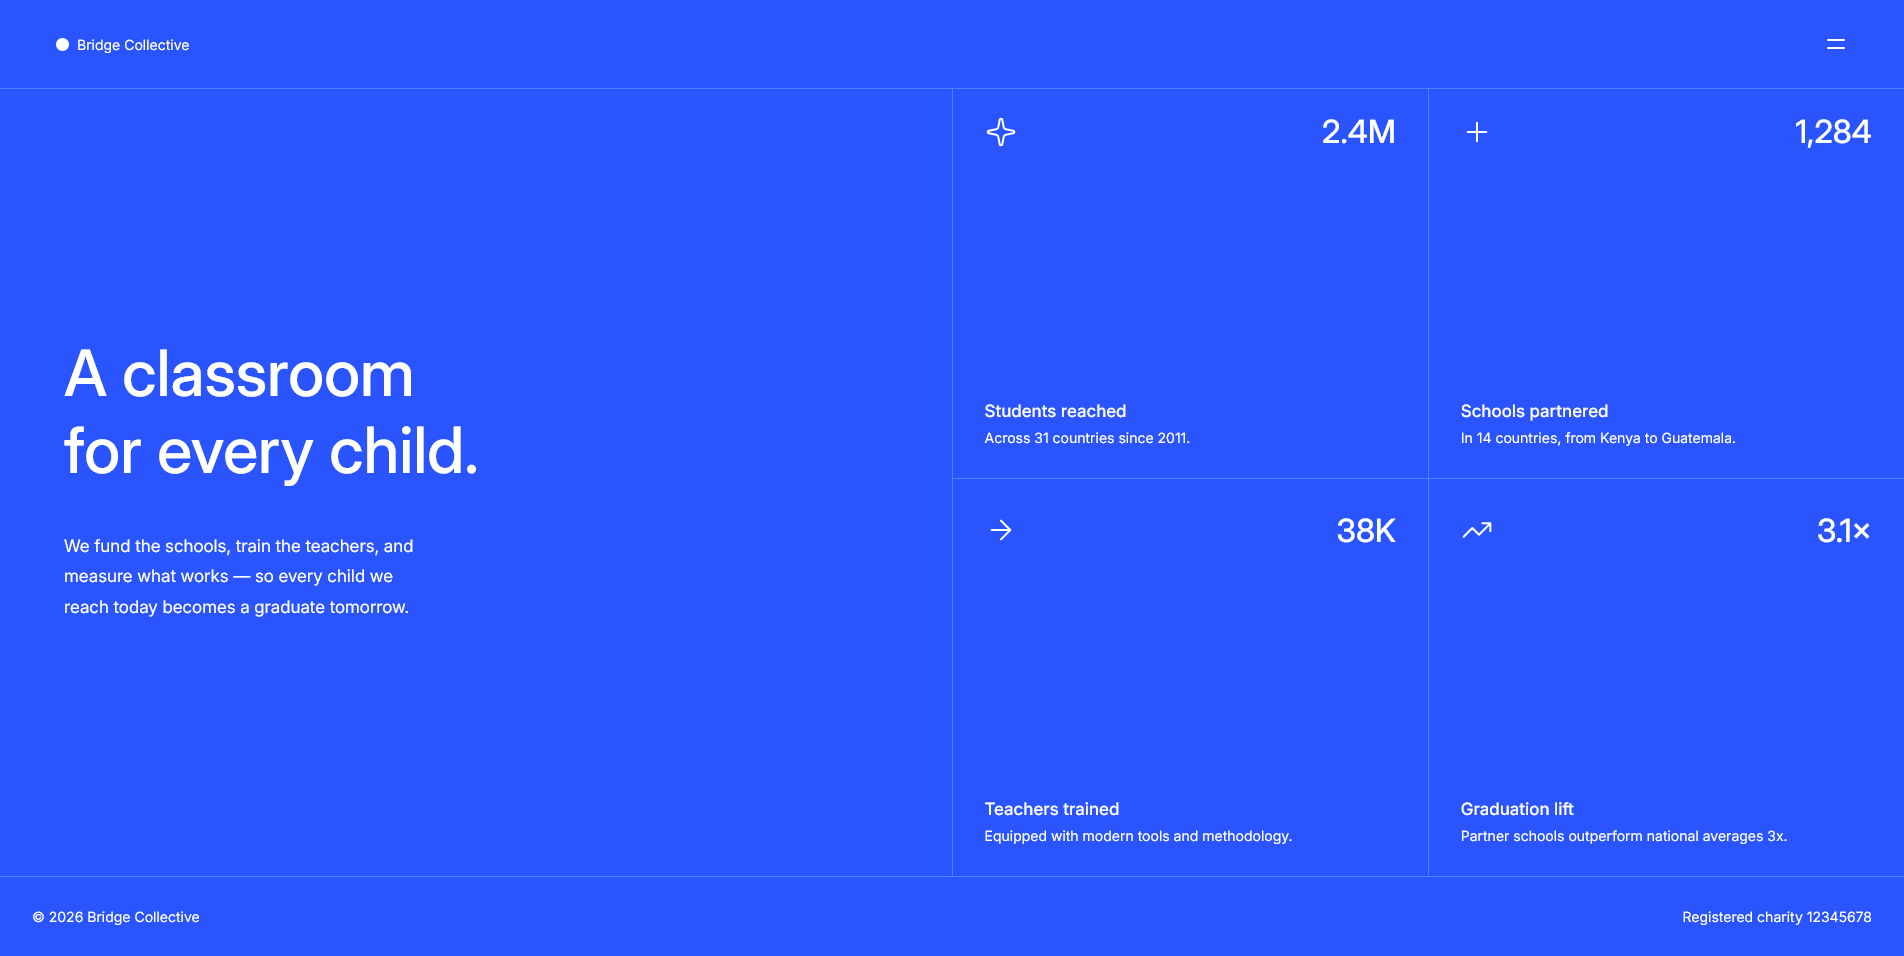 Bridge Collective
A classroom
for every child.
We fund the schools, train the teachers, and
measure what works — so every child we
reach today becomes a graduate tomorrow.
2.4M
Students reached
Across 31 countries since 2011.
1,284
Schools partnered
In 14 countries, from Kenya to Guatemala.
38K
Teachers trained
Equipped with modern tools and methodology.
3.1×
Graduation lift
Partner schools outperform national averages 3x.
© 2026 Bridge Collective
Registered charity 12345678